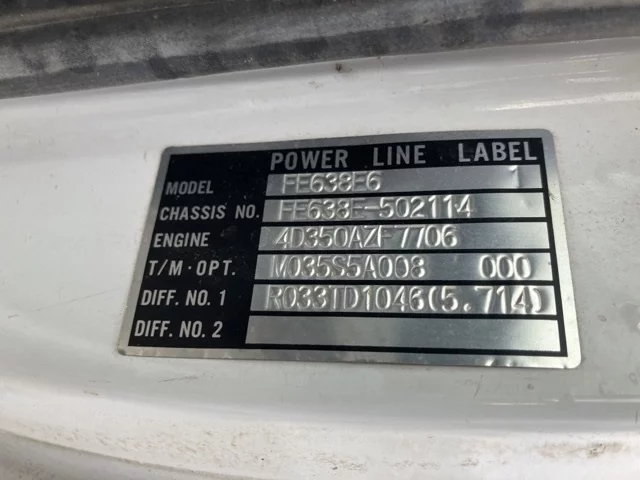 POWER LINE LABEL
MODEL FE638E6 1
CHASSIS NO. FE638E-502114
ENGINE 4D350AZF7706
T/M·OPT. M035S5A008 000
DIFF. NO. 1 R033TD1046(5.714)
DIFF. NO. 2